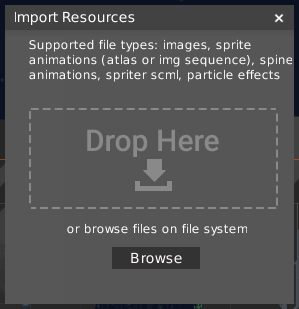 Import Resources
Supported file types: images, sprite
animations (atlas or img sequence), spine
animations, spriter scml, particle effects
Drop Here
or browse files on file system
Browse